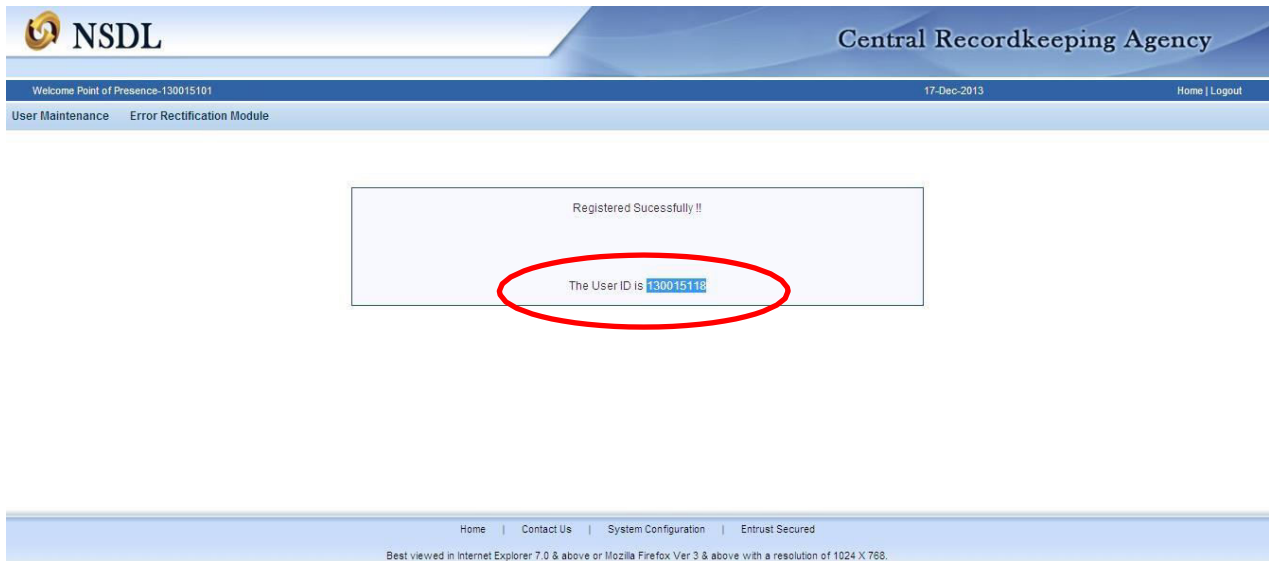 NSDL
Central Recordkeeping Agency
Welcome Point of Presence-130015101 17-Dec-2013 Home | Logout
User Maintenance Error Rectification Module
Registered Sucessfully !!
The User ID is 130015118
Home | Contact Us | System Configuration | Entrust Secured
Best viewed in Internet Explorer 7.0 & above or Mozilla Firefox Ver 3 & above with a resolution of 1024 X 768.